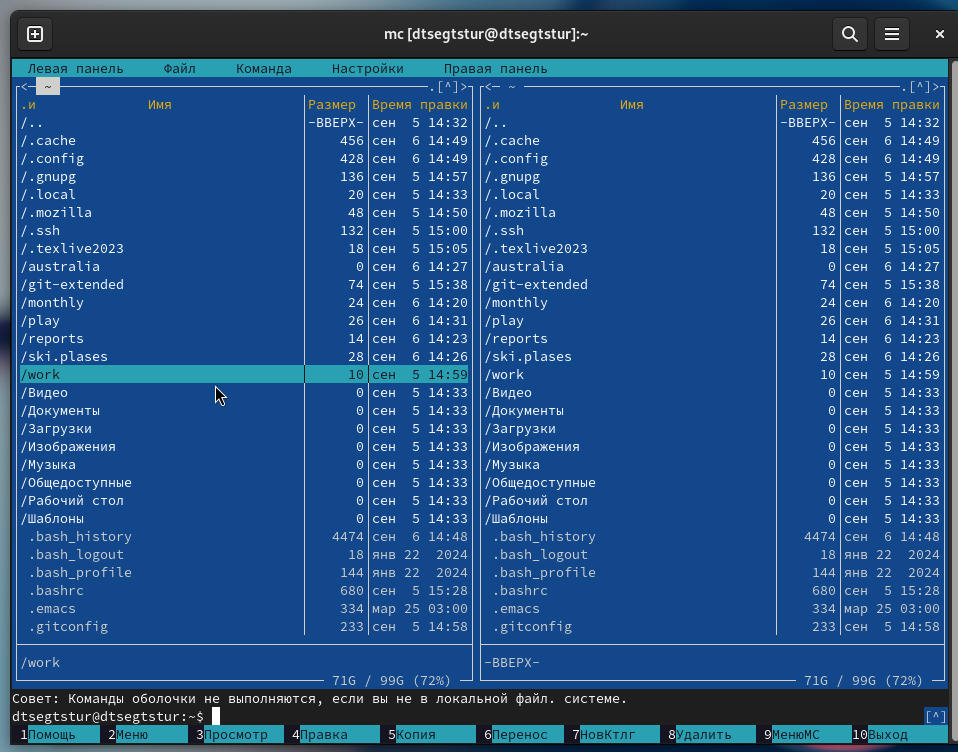 mc [dtsegtstur@dtsegtstur]:~
Левая панель Файл Команда Настройки Правая панель
<─ ~ ─.[^]> <─ ~ ─.[^]>
.и Имя Размер Время правки .и Имя Размер Время правки
/.. -ВВЕРХ- сен 5 14:32 /.. -ВВЕРХ- сен 5 14:32
/.cache 456 сен 6 14:49 /.cache 456 сен 6 14:49
/.config 428 сен 6 14:49 /.config 428 сен 6 14:49
/.gnupg 136 сен 5 14:57 /.gnupg 136 сен 5 14:57
/.local 20 сен 5 14:33 /.local 20 сен 5 14:33
/.mozilla 48 сен 5 14:50 /.mozilla 48 сен 5 14:50
/.ssh 132 сен 5 15:00 /.ssh 132 сен 5 15:00
/.texlive2023 18 сен 5 15:05 /.texlive2023 18 сен 5 15:05
/australia 0 сен 6 14:27 /australia 0 сен 6 14:27
/git-extended 74 сен 5 15:38 /git-extended 74 сен 5 15:38
/monthly 24 сен 6 14:20 /monthly 24 сен 6 14:20
/play 26 сен 6 14:31 /play 26 сен 6 14:31
/reports 14 сен 6 14:23 /reports 14 сен 6 14:23
/ski.plases 28 сен 6 14:26 /ski.plases 28 сен 6 14:26
/work 10 сен 5 14:59 /work 10 сен 5 14:59
/Видео 0 сен 5 14:33 /Видео 0 сен 5 14:33
/Документы 0 сен 5 14:33 /Документы 0 сен 5 14:33
/Загрузки 0 сен 5 14:33 /Загрузки 0 сен 5 14:33
/Изображения 0 сен 5 14:33 /Изображения 0 сен 5 14:33
/Музыка 0 сен 5 14:33 /Музыка 0 сен 5 14:33
/Общедоступные 0 сен 5 14:33 /Общедоступные 0 сен 5 14:33
/Рабочий стол 0 сен 5 14:33 /Рабочий стол 0 сен 5 14:33
/Шаблоны 0 сен 5 14:33 /Шаблоны 0 сен 5 14:33
.bash_history 4474 сен 6 14:48 .bash_history 4474 сен 6 14:48
.bash_logout 18 янв 22 2024 .bash_logout 18 янв 22 2024
.bash_profile 144 янв 22 2024 .bash_profile 144 янв 22 2024
.bashrc 680 сен 5 15:28 .bashrc 680 сен 5 15:28
.emacs 334 мар 25 03:00 .emacs 334 мар 25 03:00
.gitconfig 233 сен 5 14:58 .gitconfig 233 сен 5 14:58
/work -ВВЕРХ-
71G / 99G (72%) 71G / 99G (72%)
Совет: Команды оболочки не выполняются, если вы не в локальной файл. системе.
dtsegtstur@dtsegtstur:~$ [^]
1Помощь 2Меню 3Просмотр 4Правка 5Копия 6Перенос 7НовКтлг 8Удалить 9МенюМС 10Выход